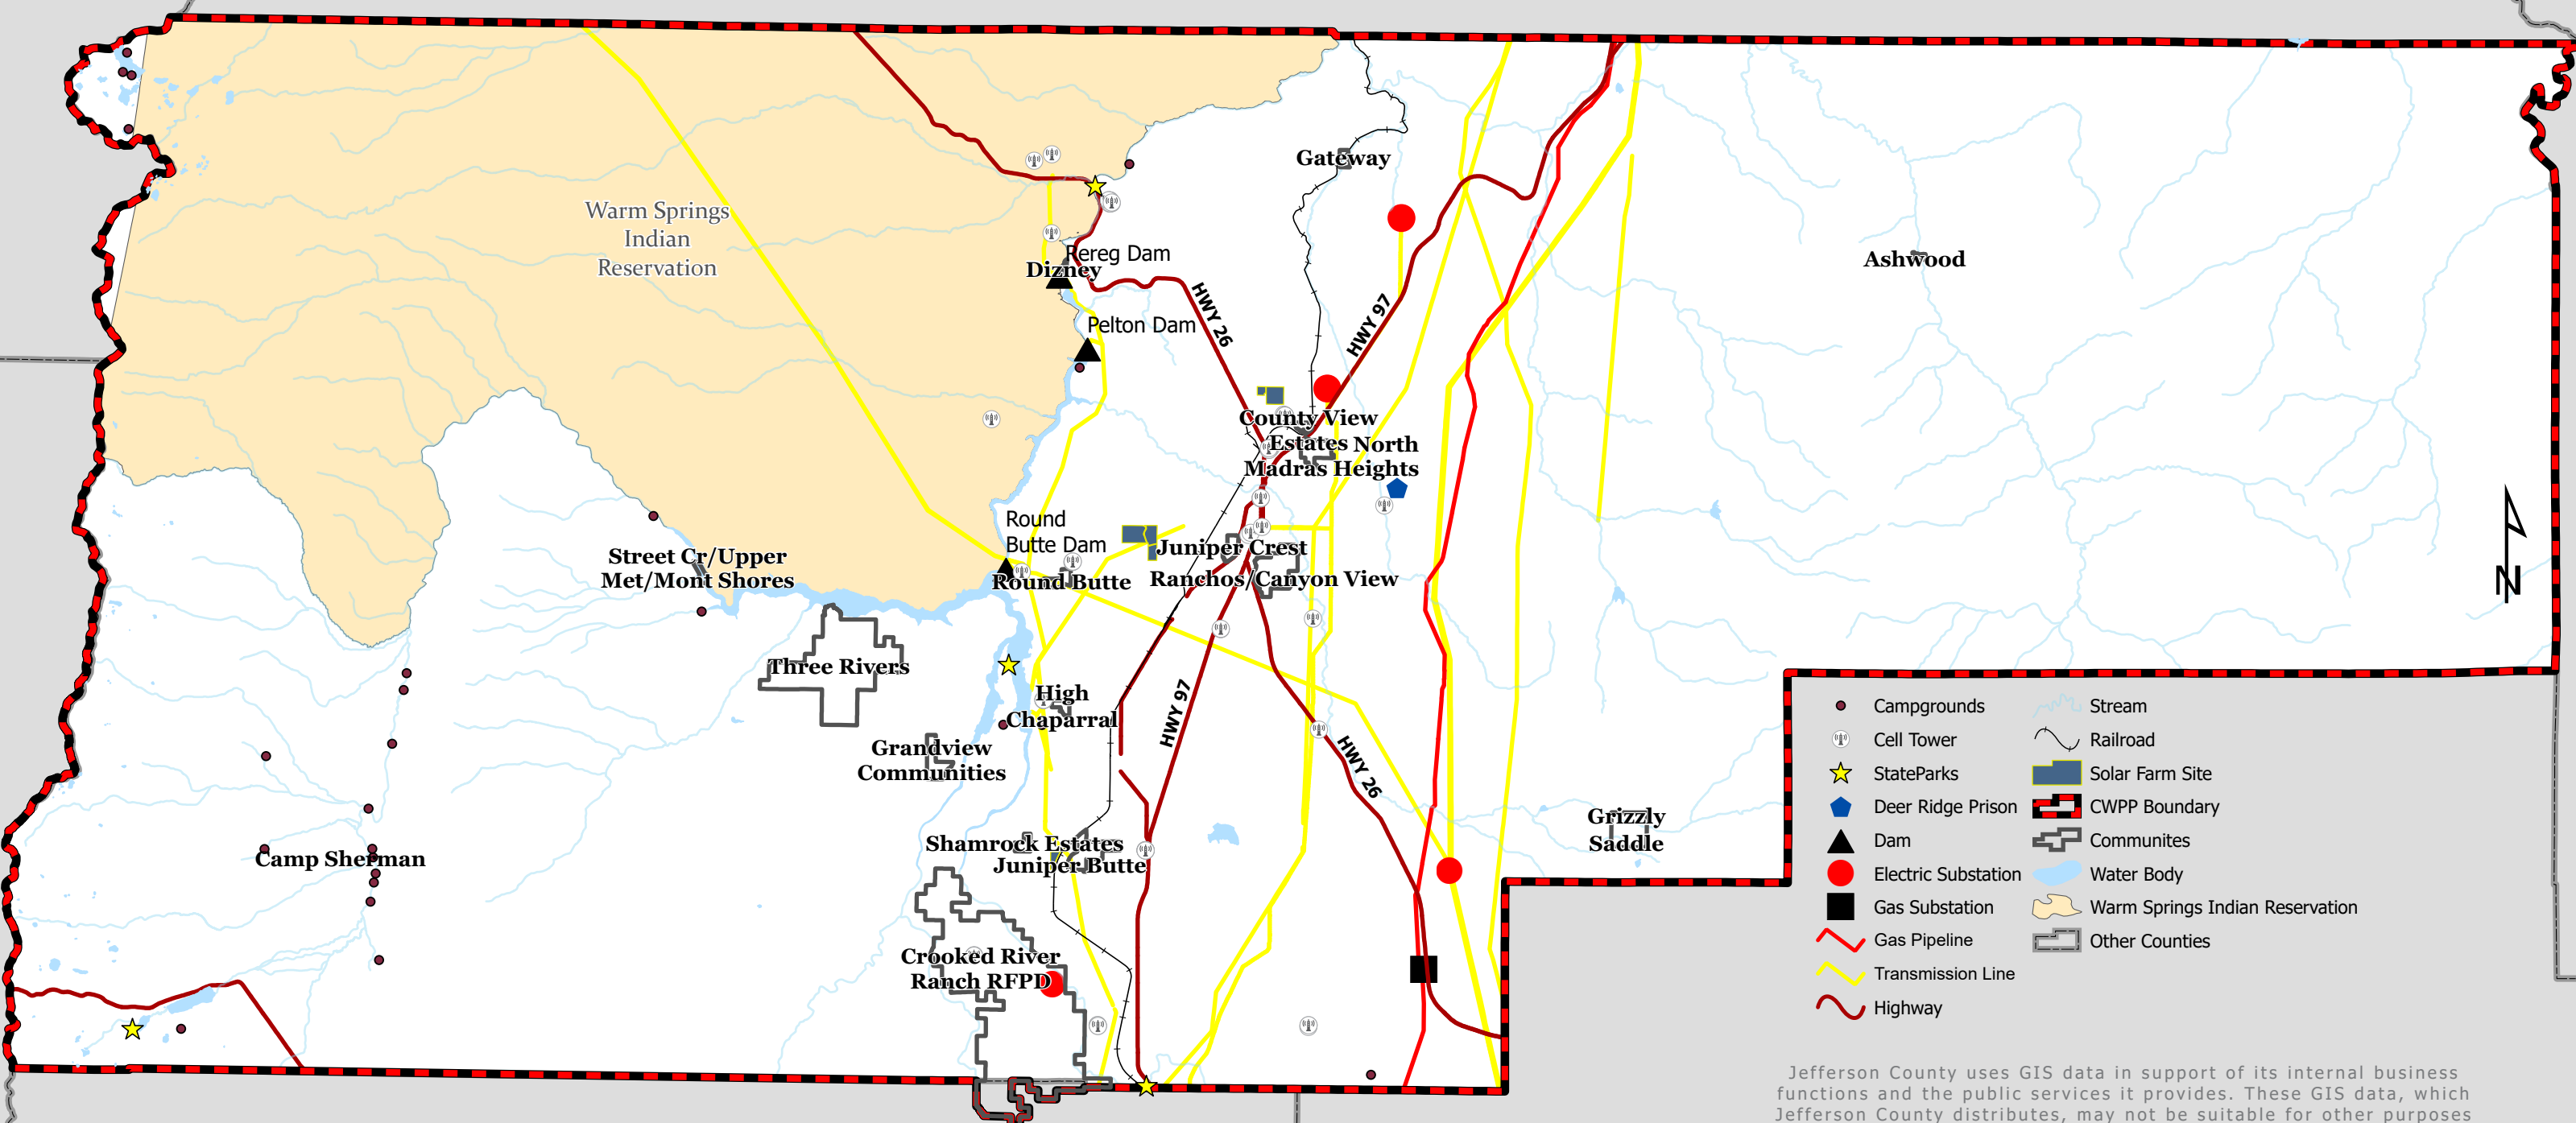 Gateway
Warm Springs
Indian
Reservation
Rereg Dam
Dizney
Ashwood
HWY 26
HWY 97
Pelton Dam
County View
Estates North
Madras Heights
Round
Butte Dam
Round Butte
Juniper Crest
Ranchos/Canyon View
Street Cr/Upper
Met/Mont Shores
Three Rivers
High
Chaparral
HWY 97
HWY 26
Grandview
Communities
Shamrock Estates
Juniper Butte
Camp Sherman
Grizzly
Saddle
Crooked River
Ranch RFPD
N
Campgrounds
Cell Tower
StateParks
Deer Ridge Prison
Dam
Electric Substation
Gas Substation
Gas Pipeline
Transmission Line
Highway
Stream
Railroad
Solar Farm Site
CWPP Boundary
Communites
Water Body
Warm Springs Indian Reservation
Other Counties
Jefferson County uses GIS data in support of its internal business
functions and the public services it provides. These GIS data, which
Jefferson County distributes, may not be suitable for other purposes